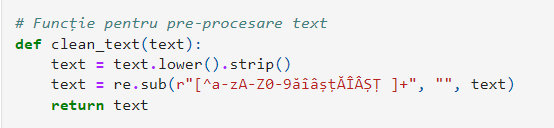 # Funcție pentru pre-procesare text
def clean_text(text):
    text = text.lower().strip()
    text = re.sub(r"[^a-zA-Z0-9ăîâșțĂÎÂȘȚ ]+", "", text)
    return text